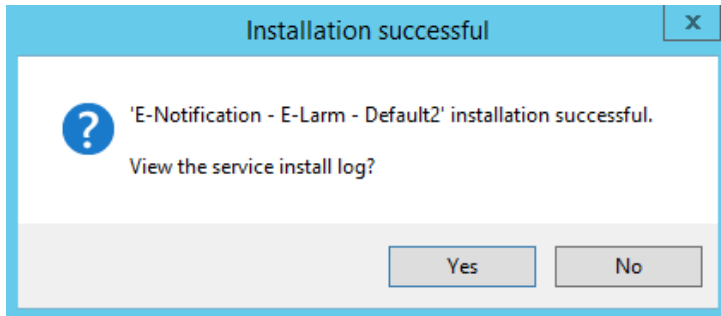 Installation successful
x
'E-Notification - E-Larm - Default2' installation successful.
View the service install log?
Yes
No